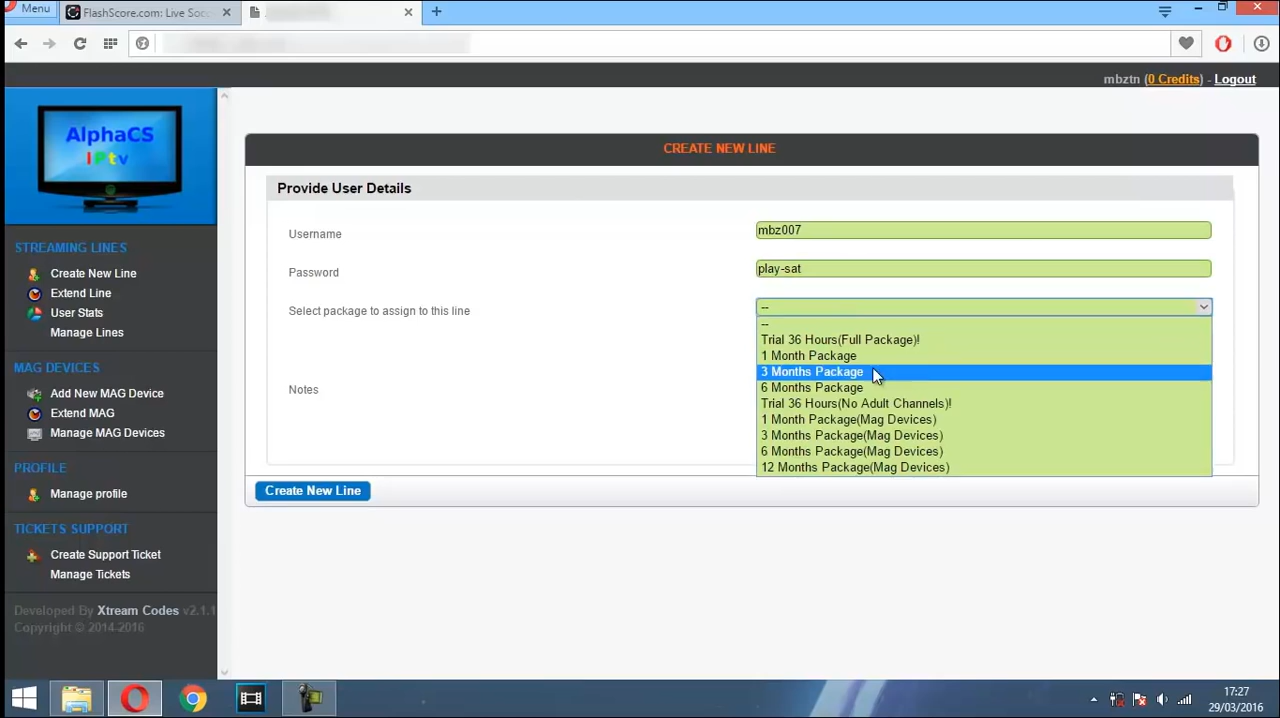 Menu
FlashScore.com: Live Soc
mbztn (0 Credits) - Logout
AlphaCS
IPtv
CREATE NEW LINE
Provide User Details
Username
mbz007
Password
play-sat
Select package to assign to this line
--
--
Trial 36 Hours(Full Package)!
1 Month Package
3 Months Package
6 Months Package
Trial 36 Hours(No Adult Channels)!
1 Month Package(Mag Devices)
3 Months Package(Mag Devices)
6 Months Package(Mag Devices)
12 Months Package(Mag Devices)
Notes
Create New Line
STREAMING LINES
Create New Line
Extend Line
User Stats
Manage Lines
MAG DEVICES
Add New MAG Device
Extend MAG
Manage MAG Devices
PROFILE
Manage profile
TICKETS SUPPORT
Create Support Ticket
Manage Tickets
Developed By Xtream Codes v2.1.1
Copyright © 2014-2016
17:27
29/03/2016